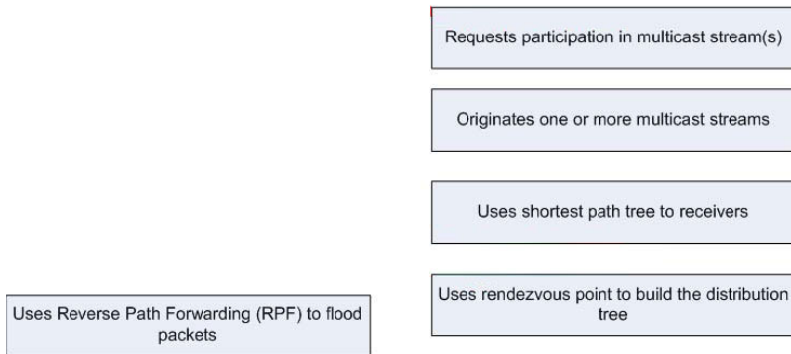 Requests participation in multicast stream(s)
Originates one or more multicast streams
Uses shortest path tree to receivers
Uses rendezvous point to build the distribution
tree
Uses Reverse Path Forwarding (RPF) to flood
packets